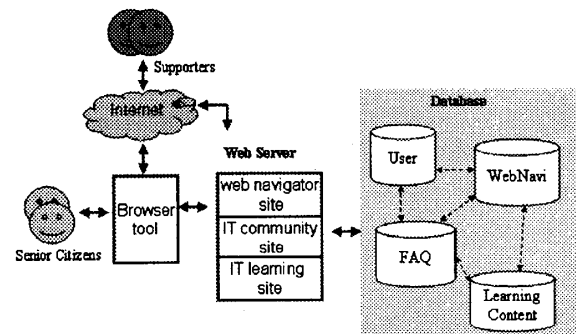 Supporters
Internet
Database
Web Server
User
WebNavi
web navigator
site
Browser
tool
IT community
site
Senior Citizens
FAQ
IT learning
site
Learning
Content